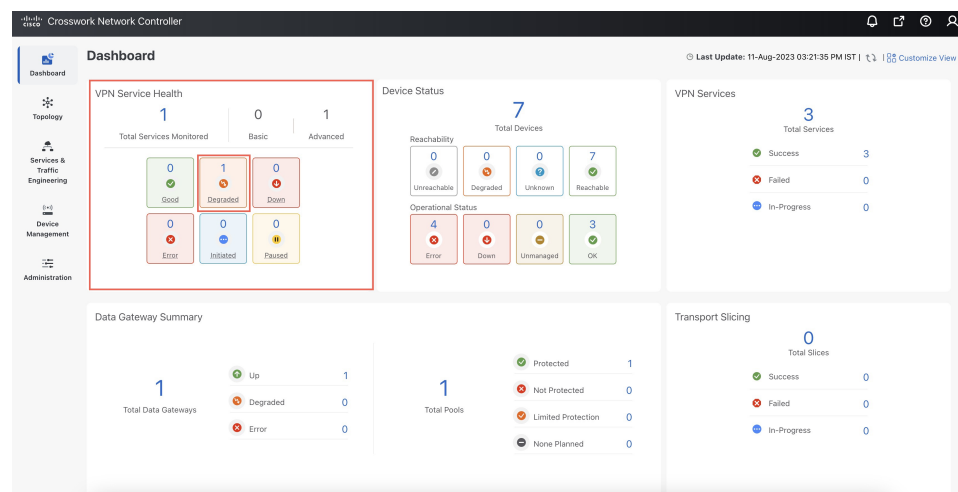 CISCO Crosswork Network Controller
Dashboard
Topology
Services &
Traffic
Engineering
Device
Management
Administration
Dashboard
Last Update: 11-Aug-2023 03:21:35 PM IST | | Customize View
VPN Service Health
1 0 1
Total Services Monitored Basic Advanced
0 1 0
Good Degraded Down
0 0 0
Error Initiated Paused
Device Status
7
Total Devices
Reachability
0 0 0 7
Unreachable Degraded Unknown Reachable
Operational Status
4 0 0 3
Error Down Unmanaged OK
VPN Services
3
Total Services
Success 3
Failed 0
In-Progress 0
Data Gateway Summary
1
Total Data Gateways
Up 1
Degraded 0
Error 0
1
Total Pools
Protected 1
Not Protected 0
Limited Protection 0
None Planned 0
Transport Slicing
0
Total Slices
Success 0
Failed 0
In-Progress 0